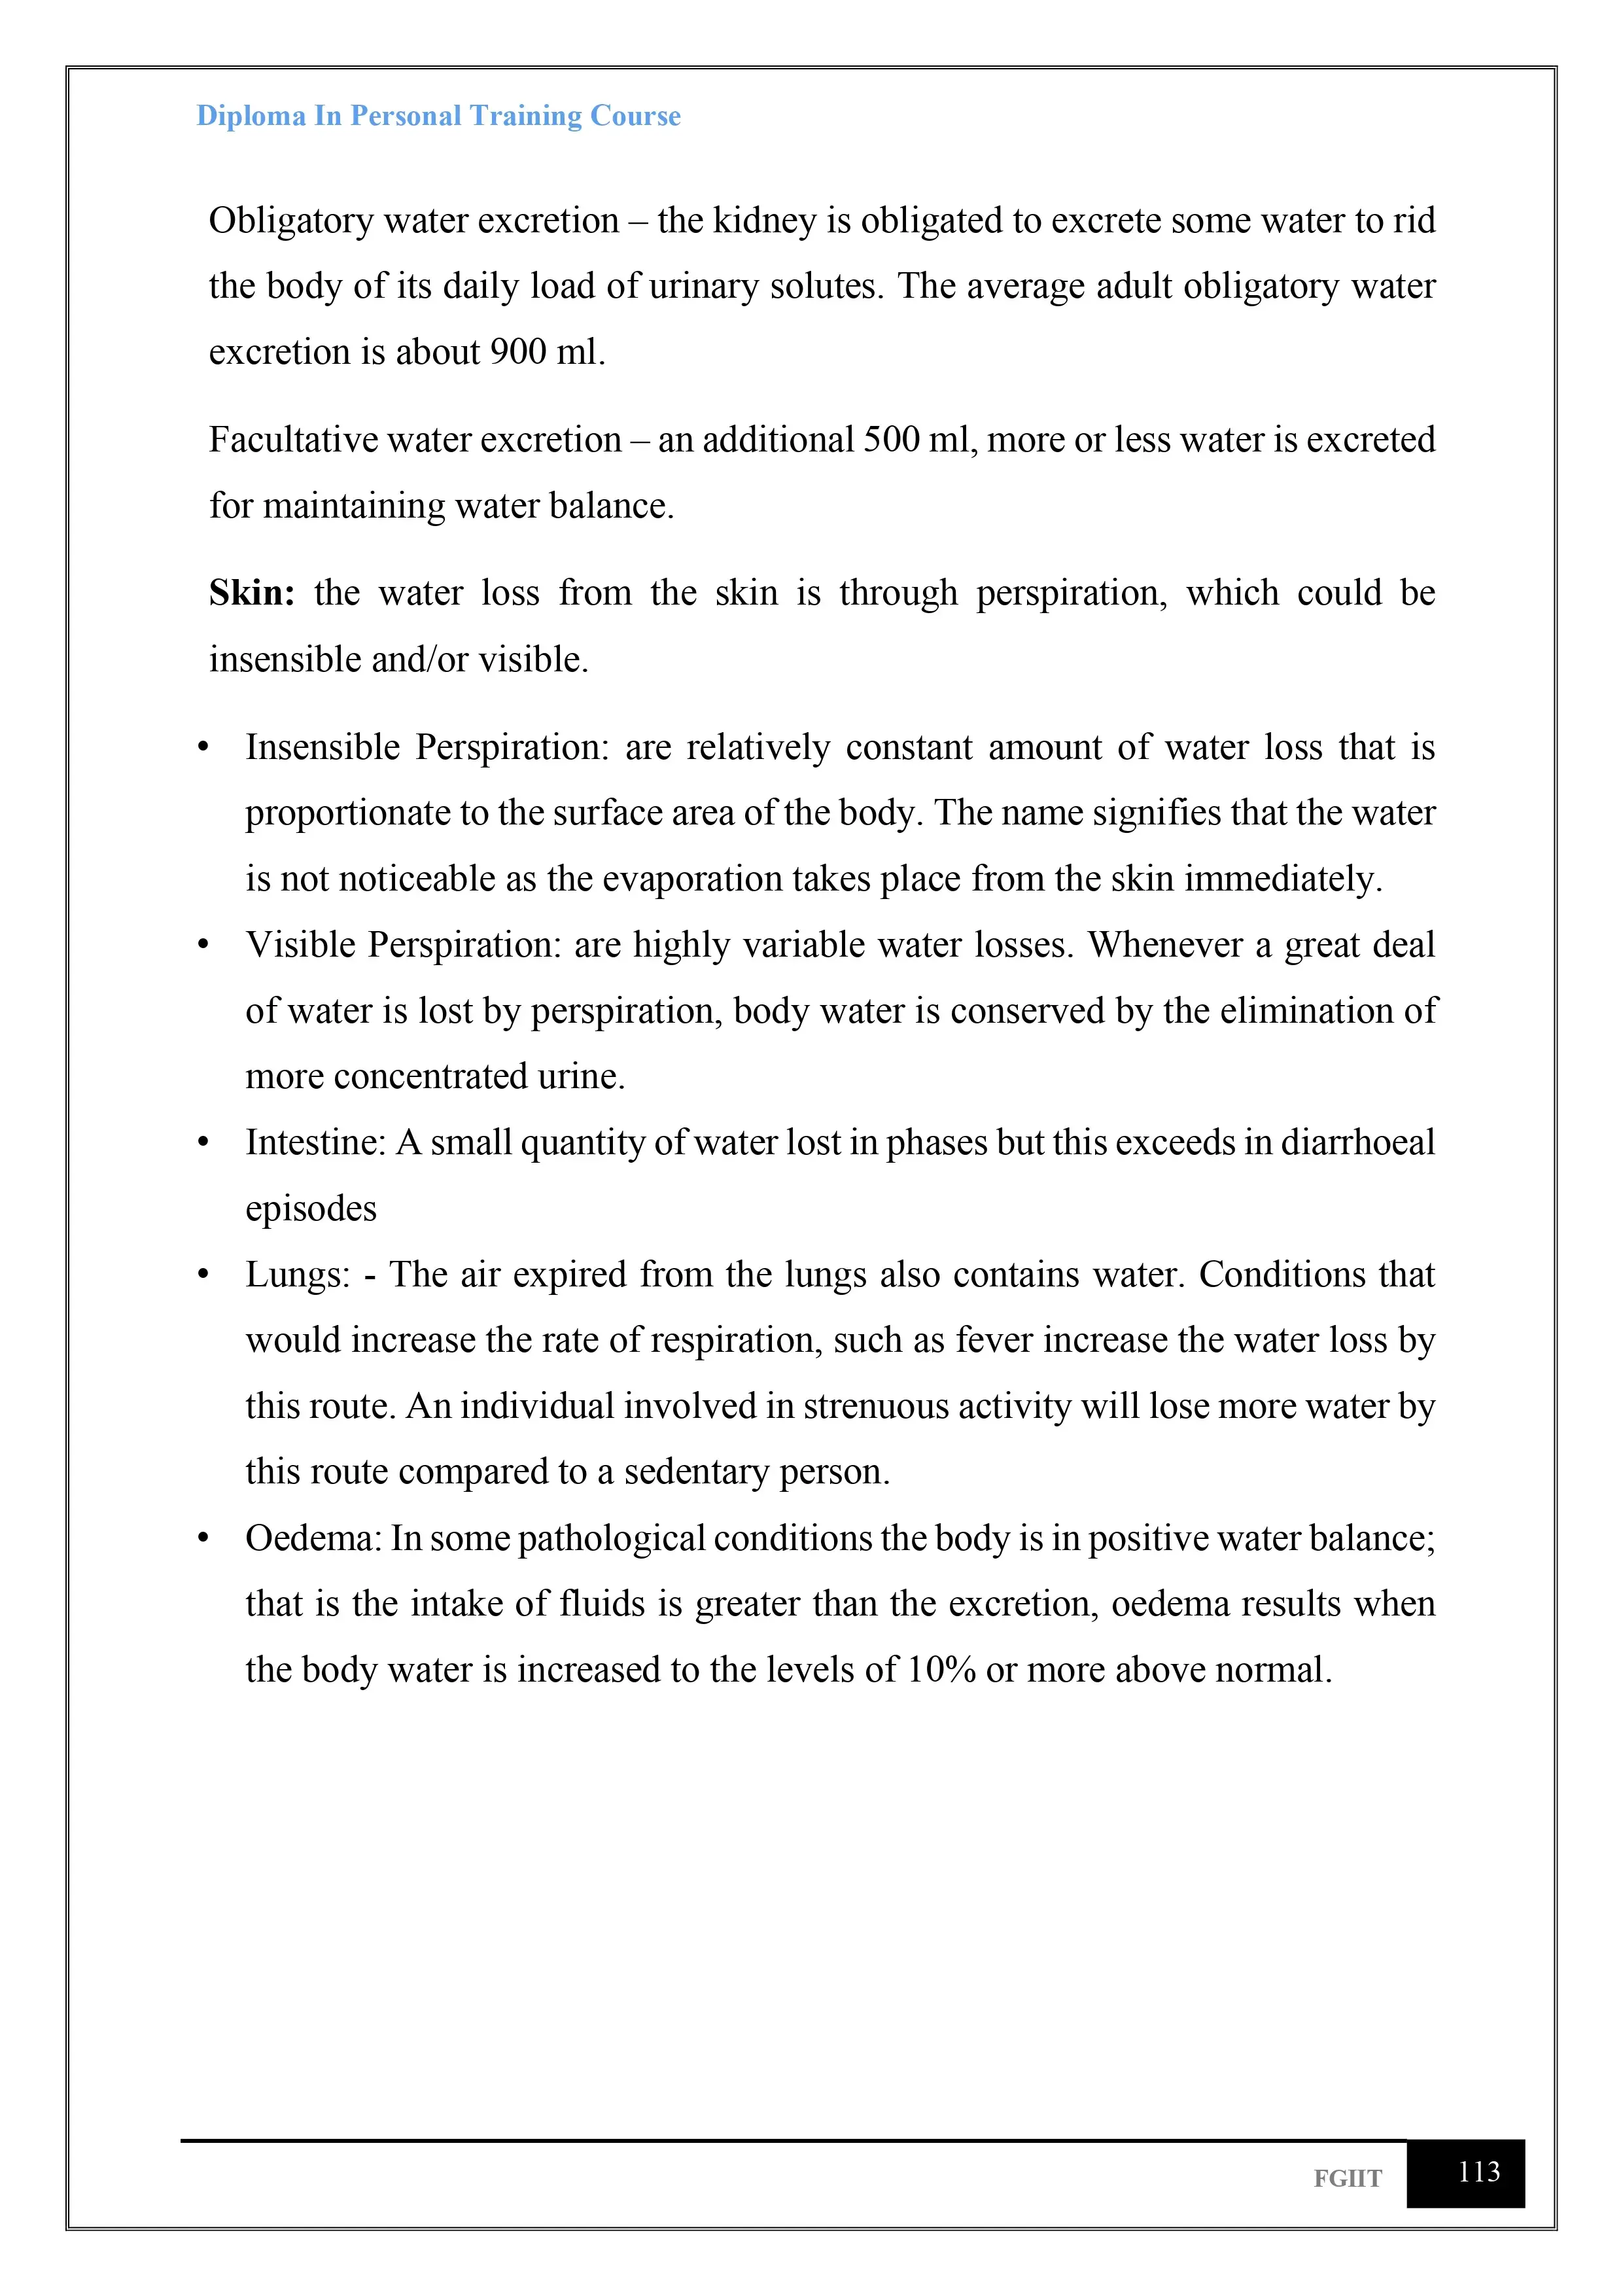 Diploma In Personal Training Course
Obligatory water excretion – the kidney is obligated to excrete some water to rid
the body of its daily load of urinary solutes. The average adult obligatory water
excretion is about 900 ml.
Facultative water excretion – an additional 500 ml, more or less water is excreted
for maintaining water balance.
Skin: the water loss from the skin is through perspiration, which could be
insensible and/or visible.
• Insensible Perspiration: are relatively constant amount of water loss that is
proportionate to the surface area of the body. The name signifies that the water
is not noticeable as the evaporation takes place from the skin immediately.
• Visible Perspiration: are highly variable water losses. Whenever a great deal
of water is lost by perspiration, body water is conserved by the elimination of
more concentrated urine.
• Intestine: A small quantity of water lost in phases but this exceeds in diarrhoeal
episodes
• Lungs: - The air expired from the lungs also contains water. Conditions that
would increase the rate of respiration, such as fever increase the water loss by
this route. An individual involved in strenuous activity will lose more water by
this route compared to a sedentary person.
• Oedema: In some pathological conditions the body is in positive water balance;
that is the intake of fluids is greater than the excretion, oedema results when
the body water is increased to the levels of 10% or more above normal.
FGIIT 113